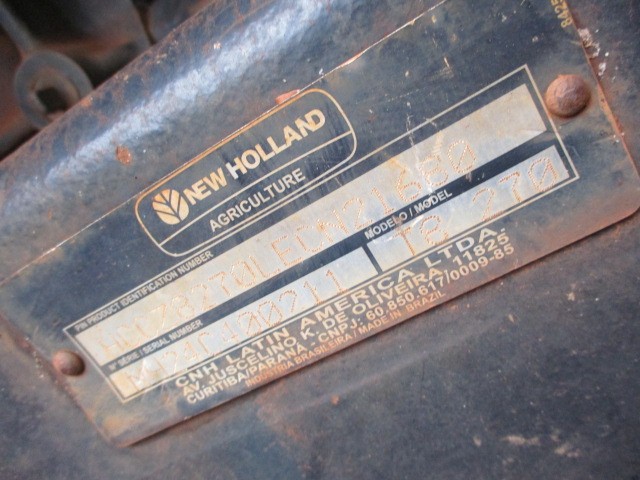 NEW HOLLAND
AGRICULTURE
PIN PRODUCT IDENTIFICATION NUMBER
Nº SÉRIE / SERIAL NUMBER
MODELO / MODEL
270
CNH LATIN AMERICA LTDA.
AV. JUSCELINO K. DE OLIVEIRA, 11825
CURITIBA/PARANÁ - CNPJ. 60.850.617/0009-85
INDÚSTRIA BRASILEIRA / MADE IN BRAZIL